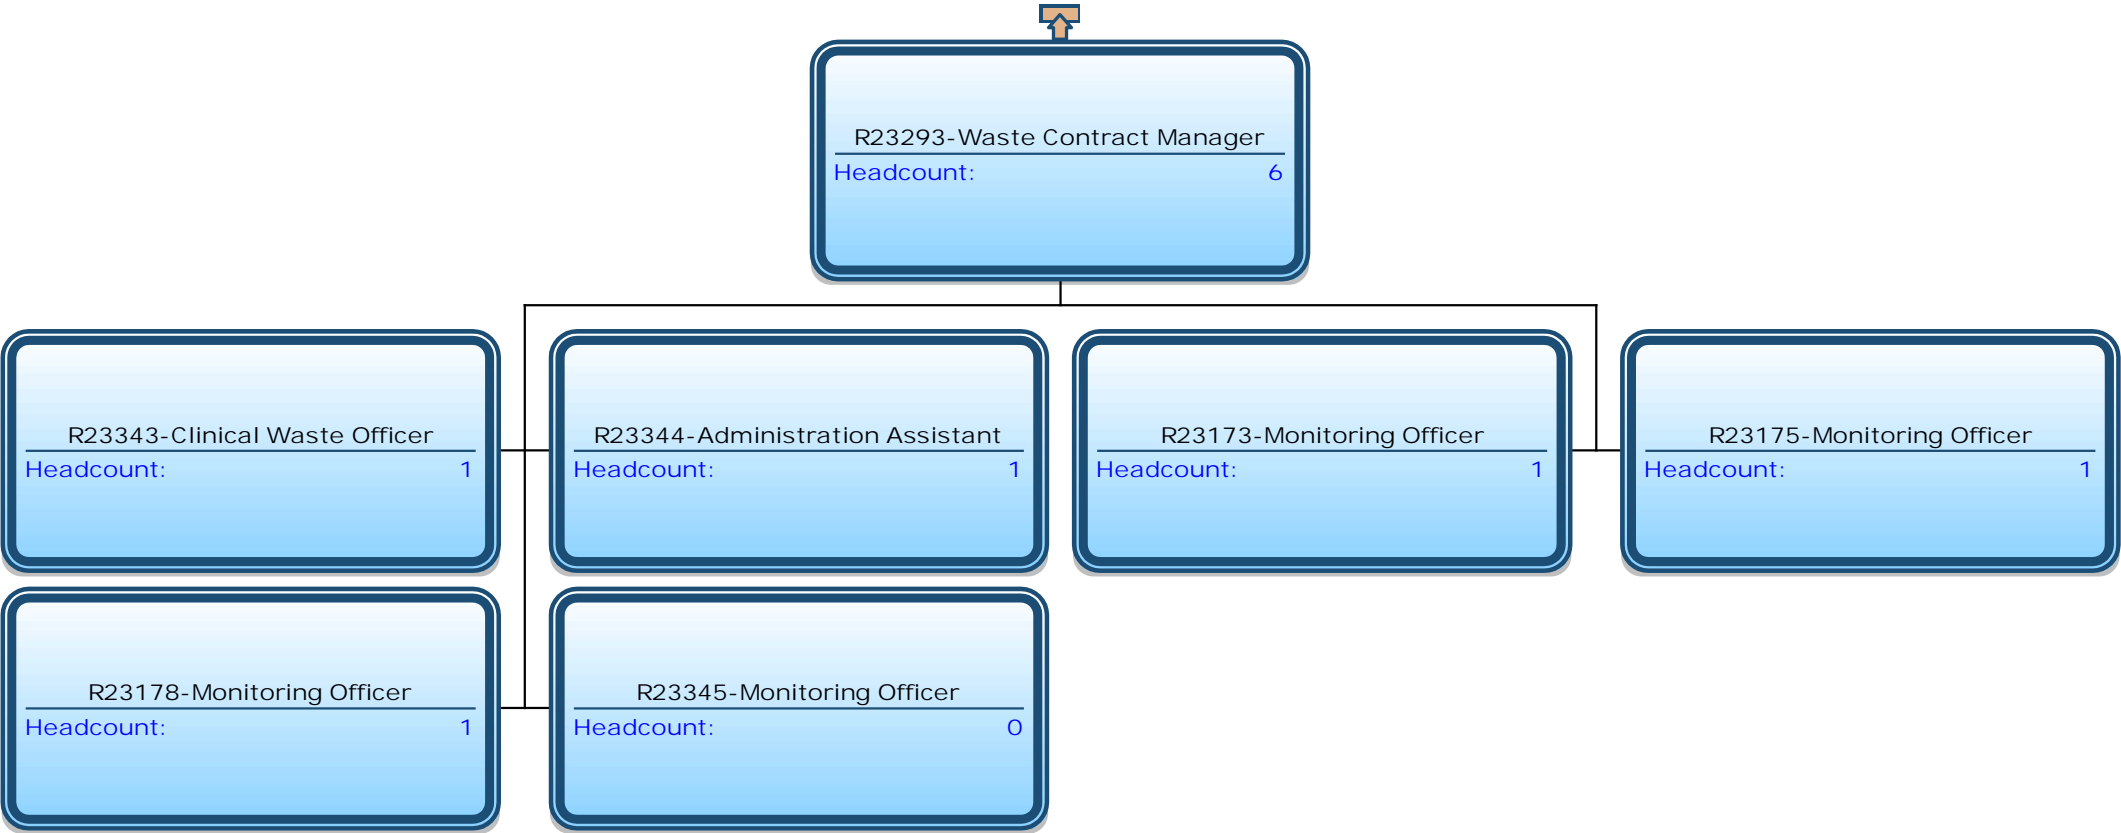 R23293-Waste Contract Manager
Headcount: 6
R23343-Clinical Waste Officer
Headcount: 1
R23344-Administration Assistant
Headcount: 1
R23173-Monitoring Officer
Headcount: 1
R23175-Monitoring Officer
Headcount: 1
R23178-Monitoring Officer
Headcount: 1
R23345-Monitoring Officer
Headcount: 0